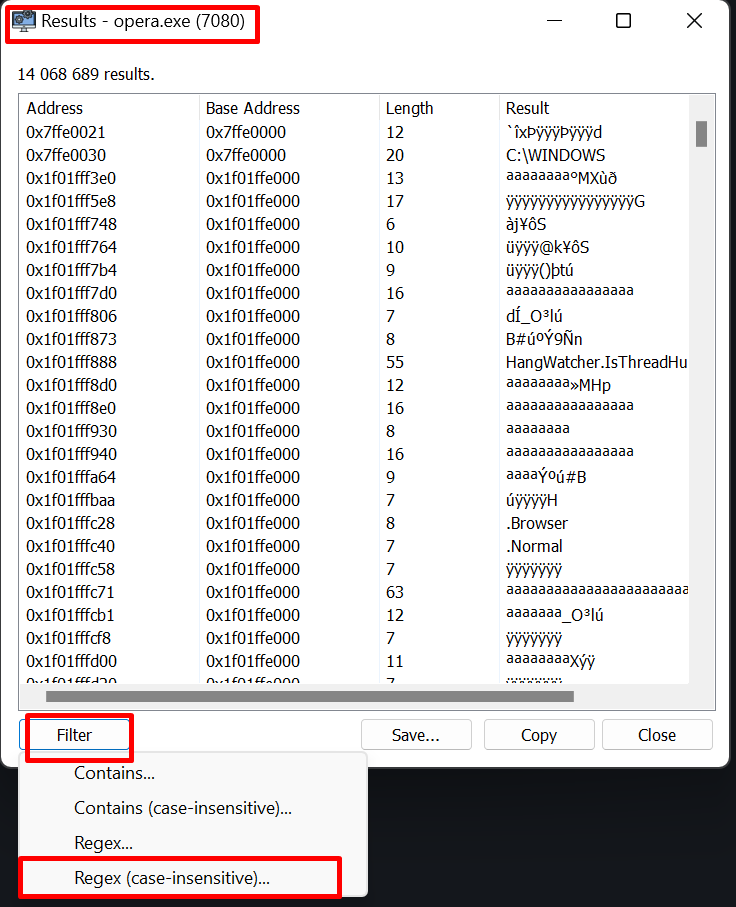 Results - opera.exe (7080)
14 068 689 results.
Address Base Address Length Result
0x7ffe0021 0x7ffe0000 12 `îxÞÿÿÿÞÿÿÿd
0x7ffe0030 0x7ffe0000 20 C:\WINDOWS
0x1f01fff3e0 0x1f01ffe000 13 ªªªªªªªªºMXùð
0x1f01fff5e8 0x1f01ffe000 17 ÿÿÿÿÿÿÿÿÿÿÿÿÿÿÿÿG
0x1f01fff748 0x1f01ffe000 6 àj¥ôS
0x1f01fff764 0x1f01ffe000 10 üÿÿÿ@k¥ôS
0x1f01fff7b4 0x1f01ffe000 9 üÿÿÿ()þtú
0x1f01fff7d0 0x1f01ffe000 16 ªªªªªªªªªªªªªªªª
0x1f01fff806 0x1f01ffe000 7 dÍ_O³lú
0x1f01fff873 0x1f01ffe000 8 B#úºÝ9Ñn
0x1f01fff888 0x1f01ffe000 55 HangWatcher.IsThreadHu
0x1f01fff8d0 0x1f01ffe000 12 ªªªªªªªª»MHp
0x1f01fff8e0 0x1f01ffe000 16 ªªªªªªªªªªªªªªªª
0x1f01fff930 0x1f01ffe000 8 ªªªªªªªª
0x1f01fff940 0x1f01ffe000 16 ªªªªªªªªªªªªªªªª
0x1f01fffa64 0x1f01ffe000 9 ªªªªÝºú#B
0x1f01fffbaa 0x1f01ffe000 7 úÿÿÿÿH
0x1f01fffc28 0x1f01ffe000 8 .Browser
0x1f01fffc40 0x1f01ffe000 7 .Normal
0x1f01fffc58 0x1f01ffe000 7 ÿÿÿÿÿÿÿ
0x1f01fffc71 0x1f01ffe000 63 ªªªªªªªªªªªªªªªªªªªªªªª
0x1f01fffcb1 0x1f01ffe000 12 ªªªªªªª_O³lú
0x1f01fffcf8 0x1f01ffe000 7 ÿÿÿÿÿÿÿ
0x1f01fffd00 0x1f01ffe000 11 ªªªªªªªªXýÿ
0x1f01fffd20 0x1f01ffe000 7 ÿÿÿÿÿÿÿ
Filter Save... Copy Close
Contains...
Contains (case-insensitive)...
Regex...
Regex (case-insensitive)...